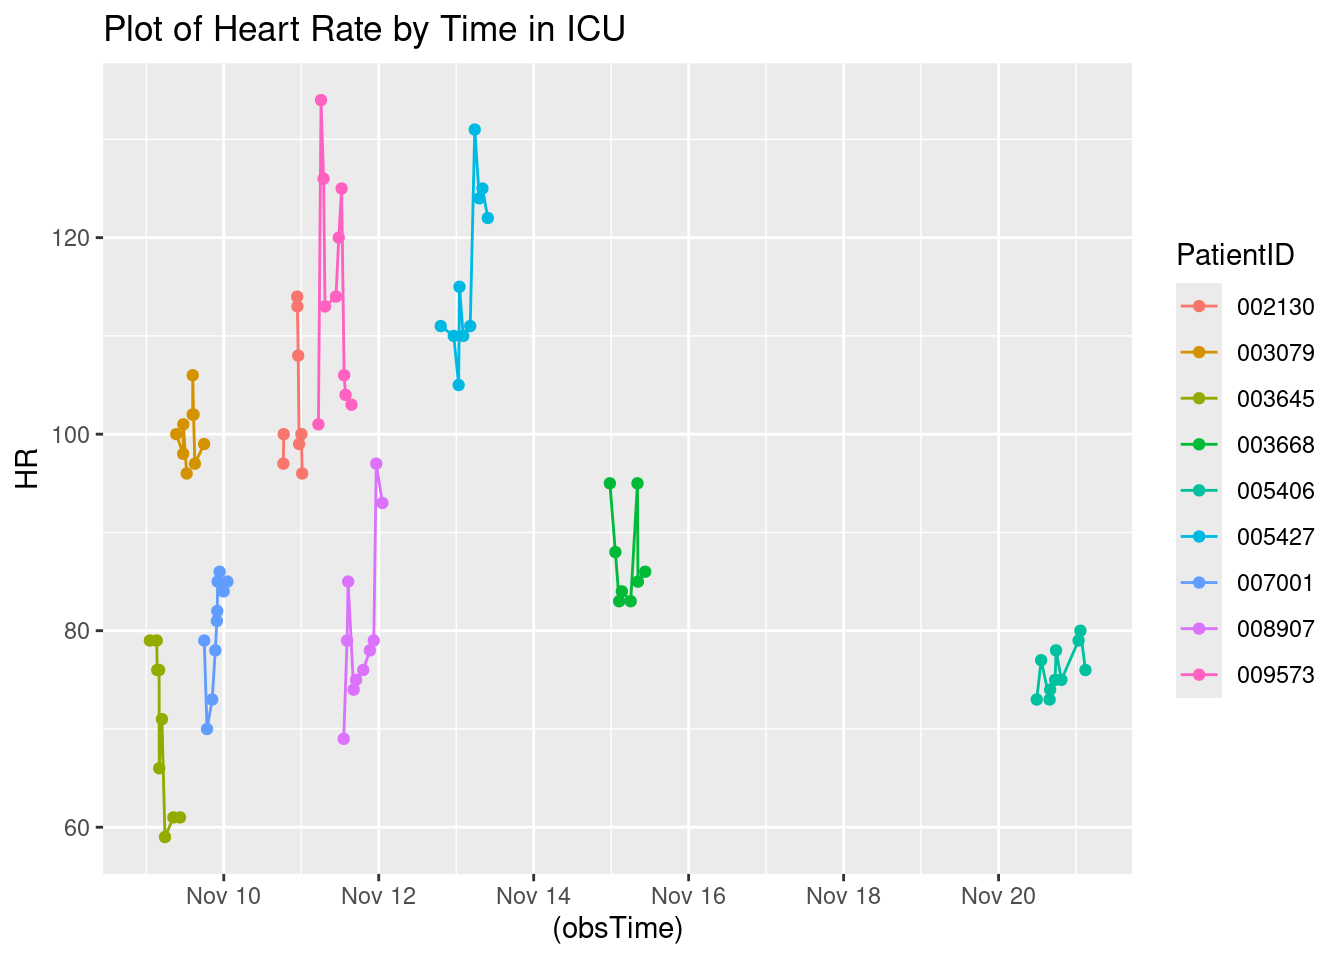 Plot of Heart Rate by Time in ICU
HR
120
100
80
60
Nov 10
Nov 12
Nov 14
Nov 16
Nov 18
Nov 20
(obsTime)
PatientID
002130
003079
003645
003668
005406
005427
007001
008907
009573